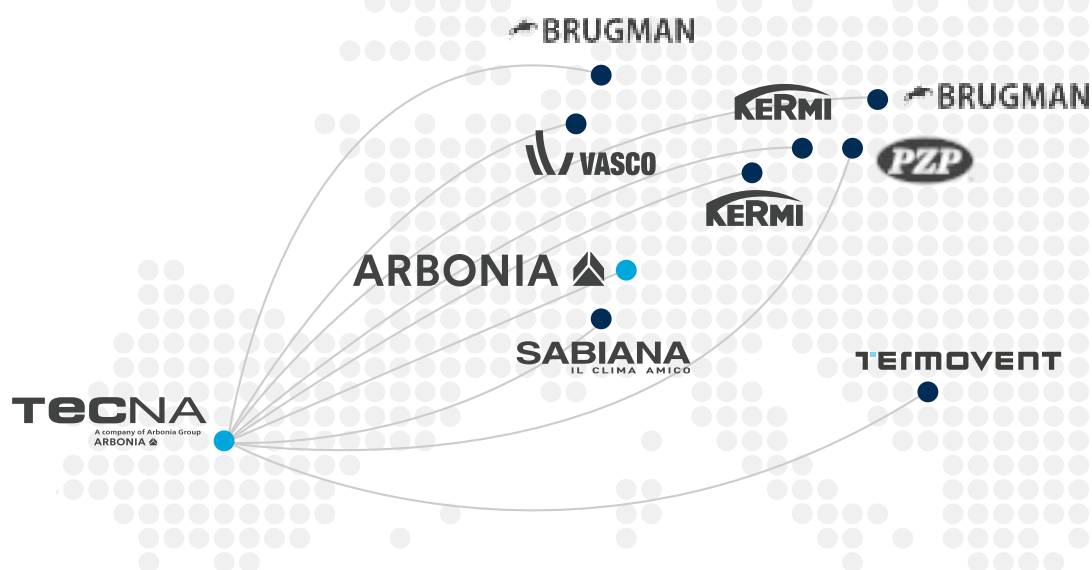 BRUGMAN
KERMI
BRUGMAN
VASCO
PZP
KERMI
ARBONIA
SABIANA
IL CLIMA AMICO
TERMOVENT
TECNA
A company of Arbonia Group
ARBONIA